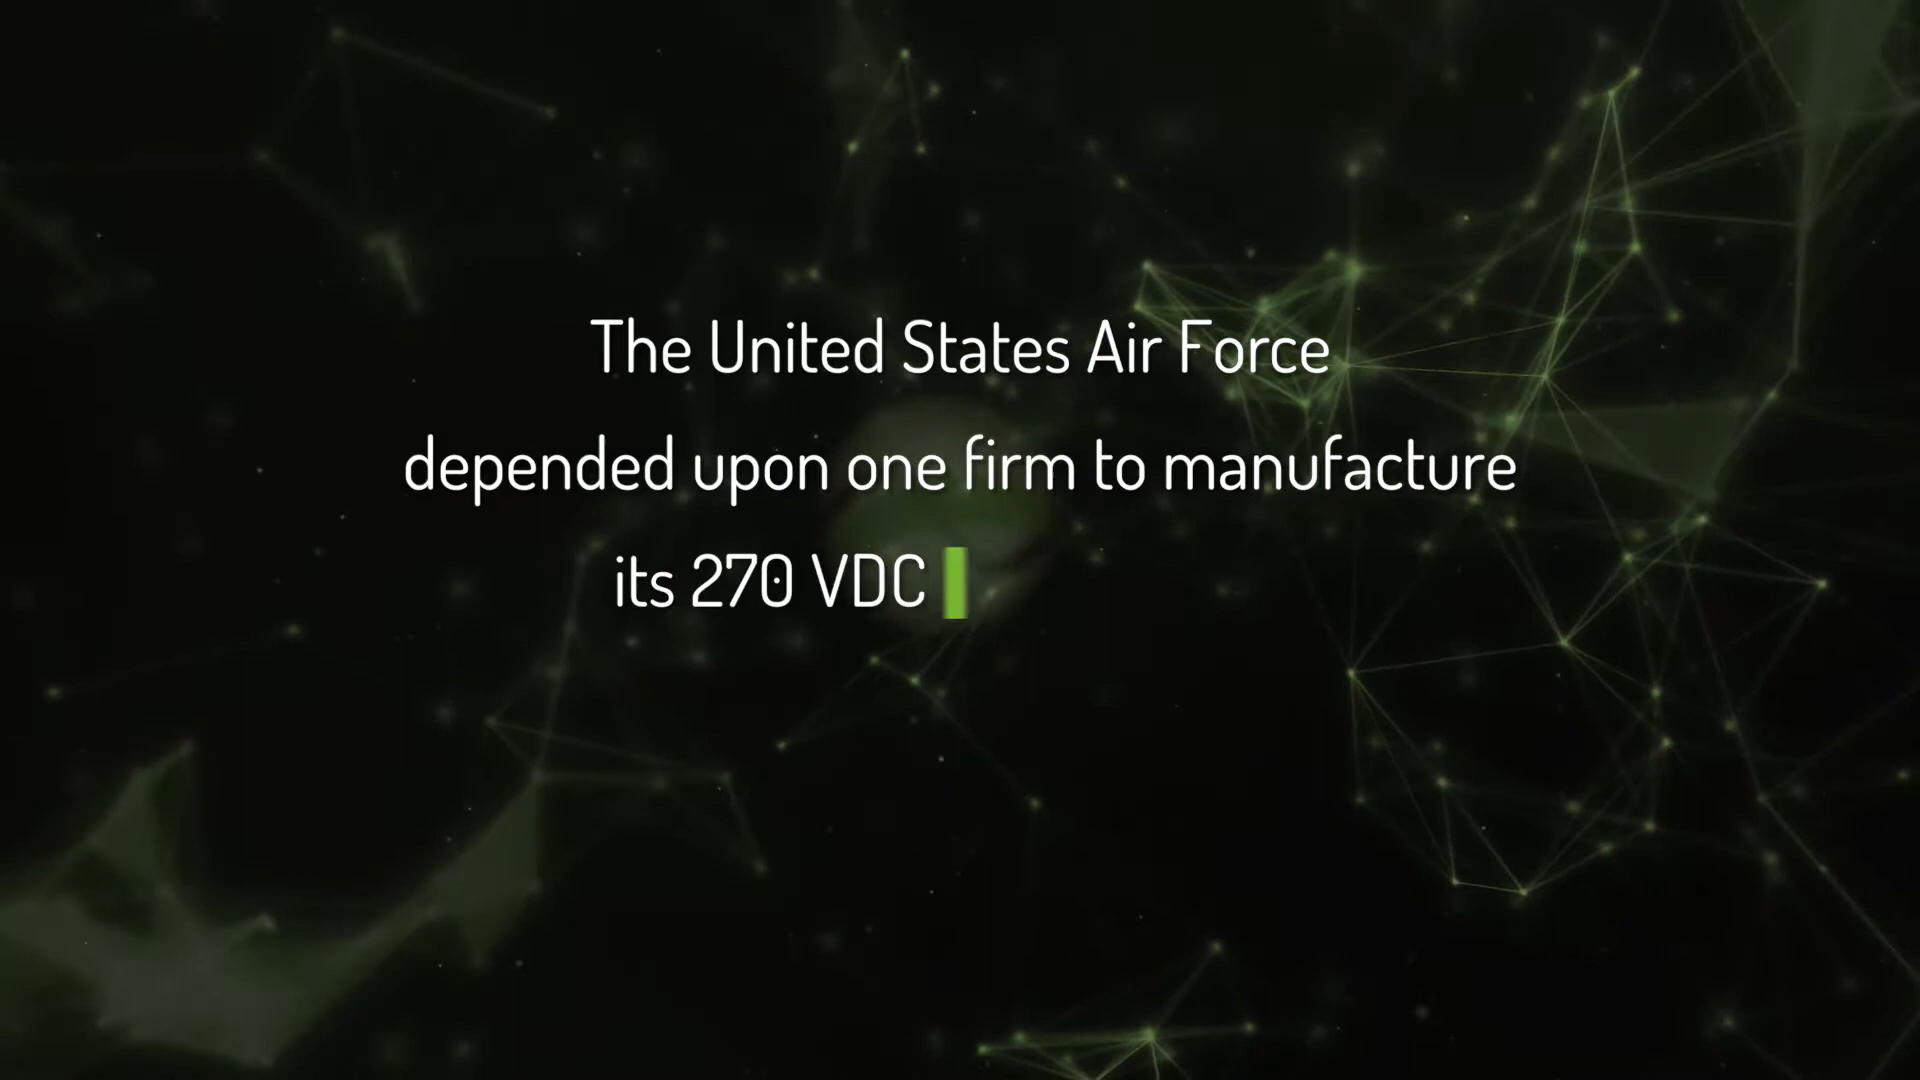 The United States Air Force
depended upon one firm to manufacture
its 270 VDC